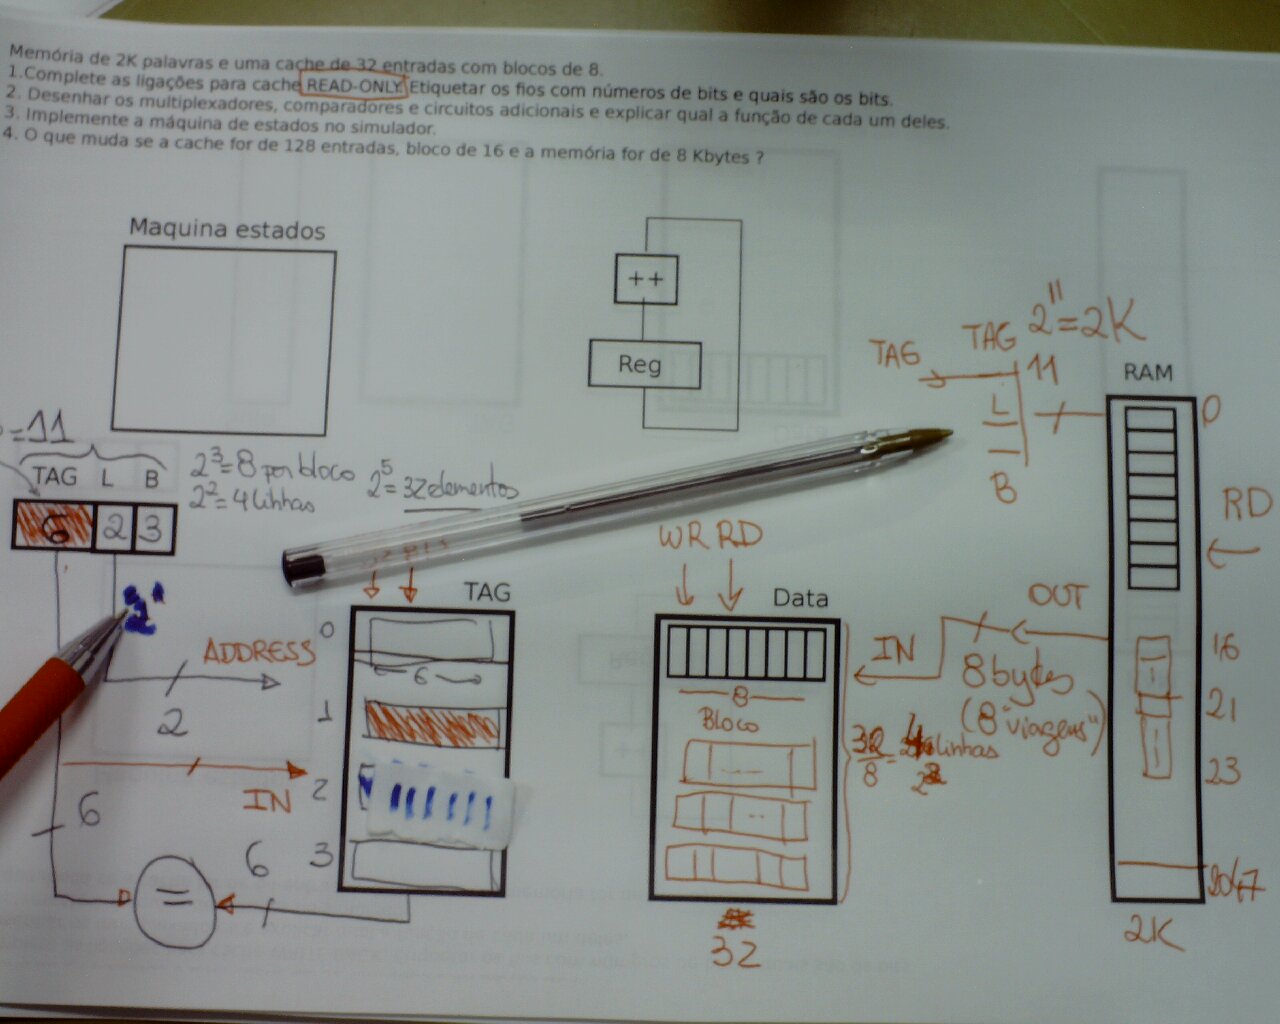 Memória de 2K palavras e uma cache de 32 entradas com blocos de 8.
1.Complete as ligações para cache READ-ONLY. Etiquetar os fios com números de bits e quais são os bits.
2. Desenhar os multiplexadores, comparadores e circuitos adicionais e explicar qual a função de cada um deles.
3. Implemente a máquina de estados no simulador.
4. O que muda se a cache for de 128 entradas, bloco de 16 e a memória for de 8 Kbytes ?
Maquina estados
++
Reg
2^11=2K
TAG
TAG
11
L
B
RAM
0
RD
=11
TAG L B
6 2 3
2^3=8 por bloco
2^2=4 linhas
2^5=32 elementos
WR RD
TAG
Data
OUT
0
6
ADDRESS
2
IN
8 bytes
(8 "viagens")
16
21
23
1
8
Bloco
32/8 = linhas
IN
2
6
6
3
=
32
2047
2K